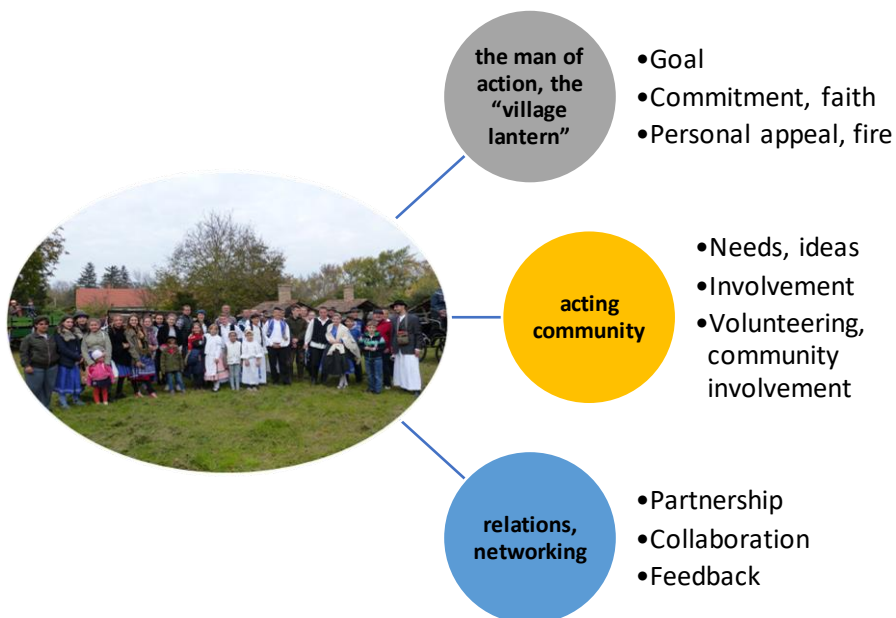 the man of
action, the
“village
lantern”
•Goal
•Commitment, faith
•Personal appeal, fire
acting
community
•Needs, ideas
•Involvement
•Volunteering,
community
involvement
relations,
networking
•Partnership
•Collaboration
•Feedback